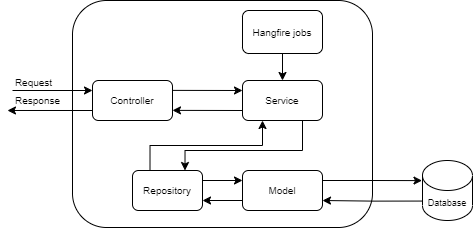 Hangfire jobs
Request
Response
Controller
Service
Repository
Model
Database